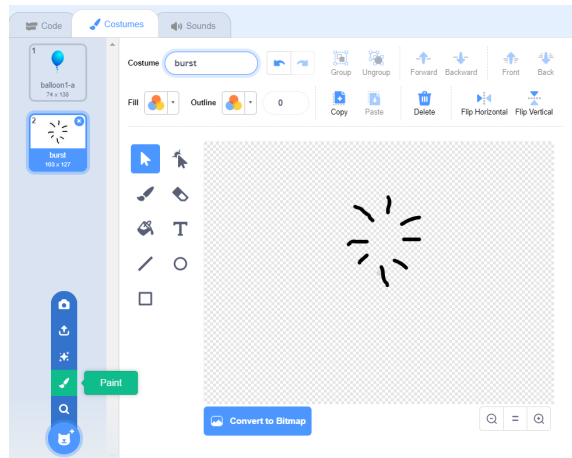 Code Costumes Sounds
1
balloon1-a
74 x 138
2
burst
103 x 127
Costume burst
Group Ungroup Forward Backward Front Back
Fill Outline 0
Copy Paste Delete Flip Horizontal Flip Vertical
T
Paint
Convert to Bitmap